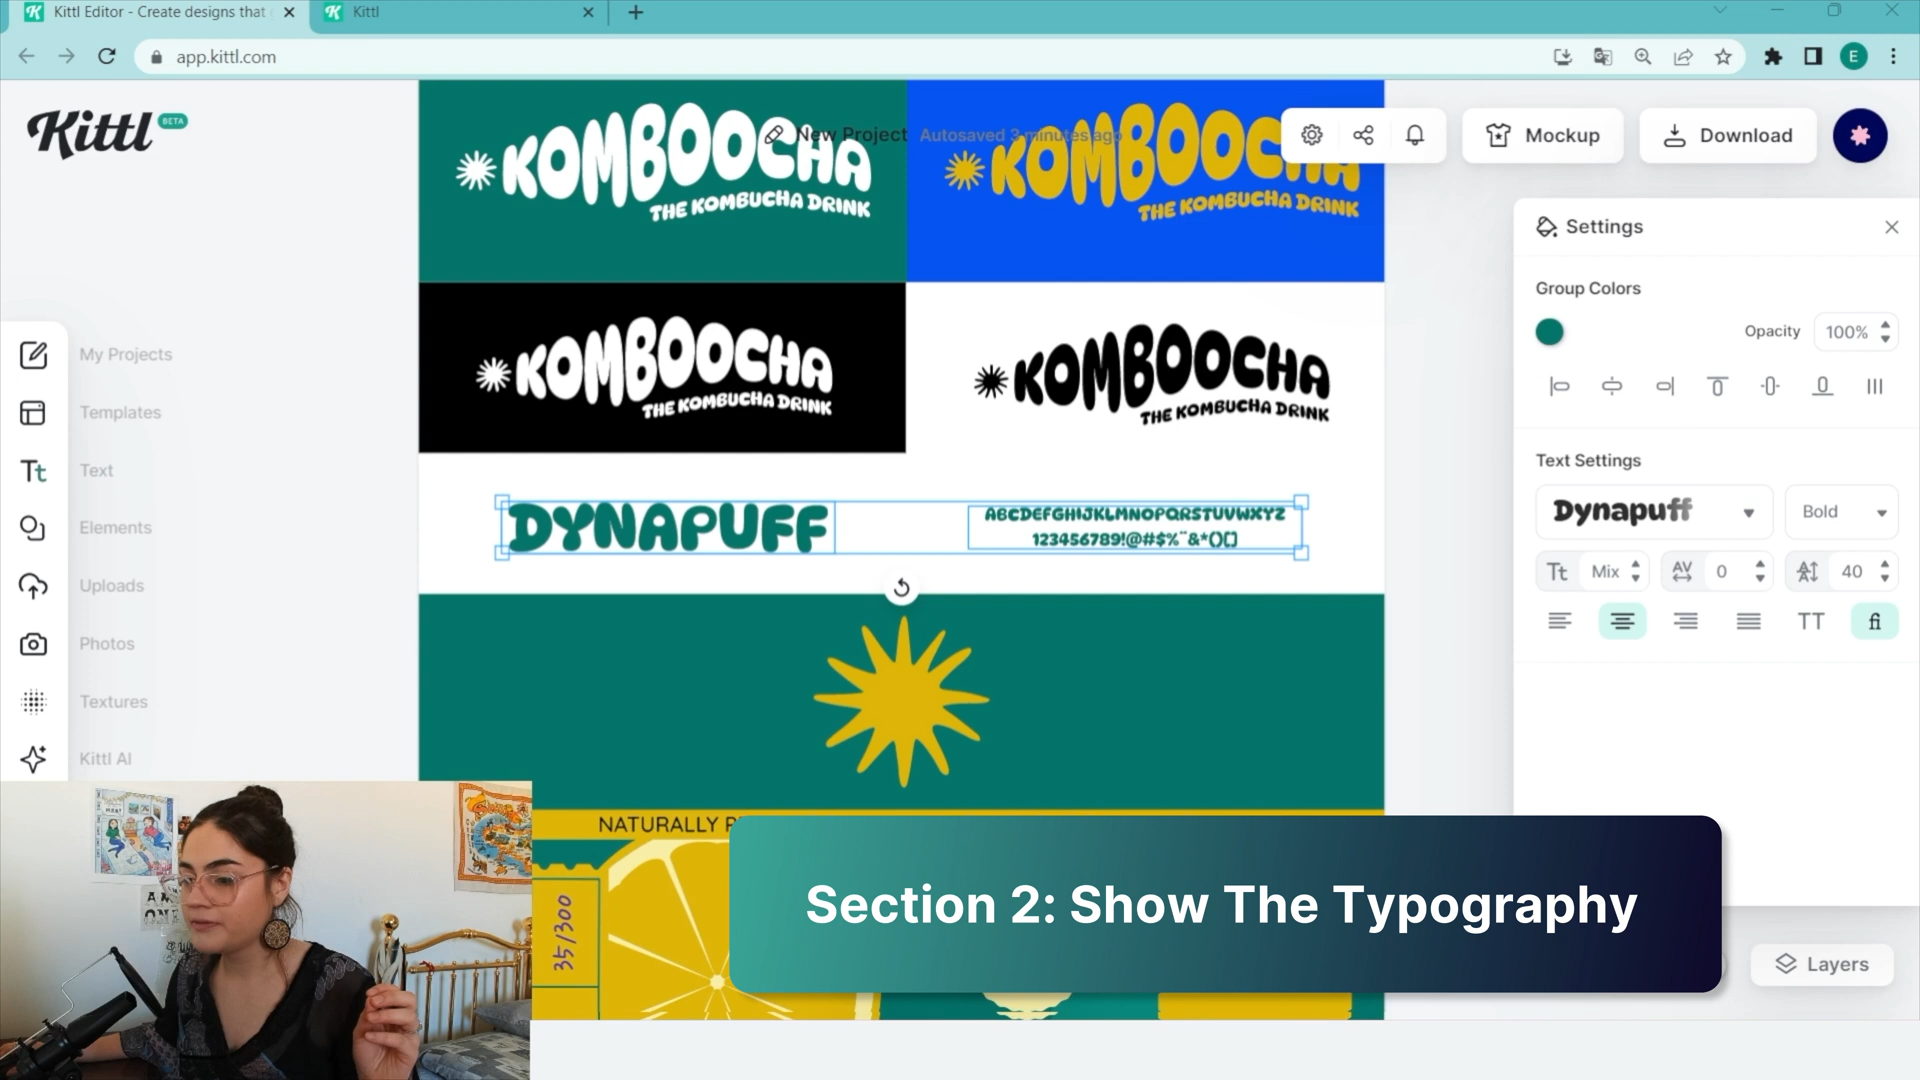 Kittl Editor - Create designs that
Kittl
app.kittl.com
E
Kittl BETA
New Project Autosaved 3 minutes ago
Mockup
Download
KOMBOOCHA
THE KOMBUCHA DRINK
KOMBOOCHA
THE KOMBUCHA DRINK
KOMBOOCHA
THE KOMBUCHA DRINK
KOMBOOCHA
THE KOMBUCHA DRINK
My Projects
Templates
Text
Elements
Uploads
Photos
Textures
Kittl AI
DYNAPUFF
ABCDEFGHIJKLMNOPQRSTUVWXYZ
123456789!@#$%¨&*()[]
Settings
Group Colors
Opacity 100%
Text Settings
Dynapuff
Bold
Tt Mix
AV 0
40
TT
fi
NATURALLY
35/300
Section 2: Show The Typography
Layers